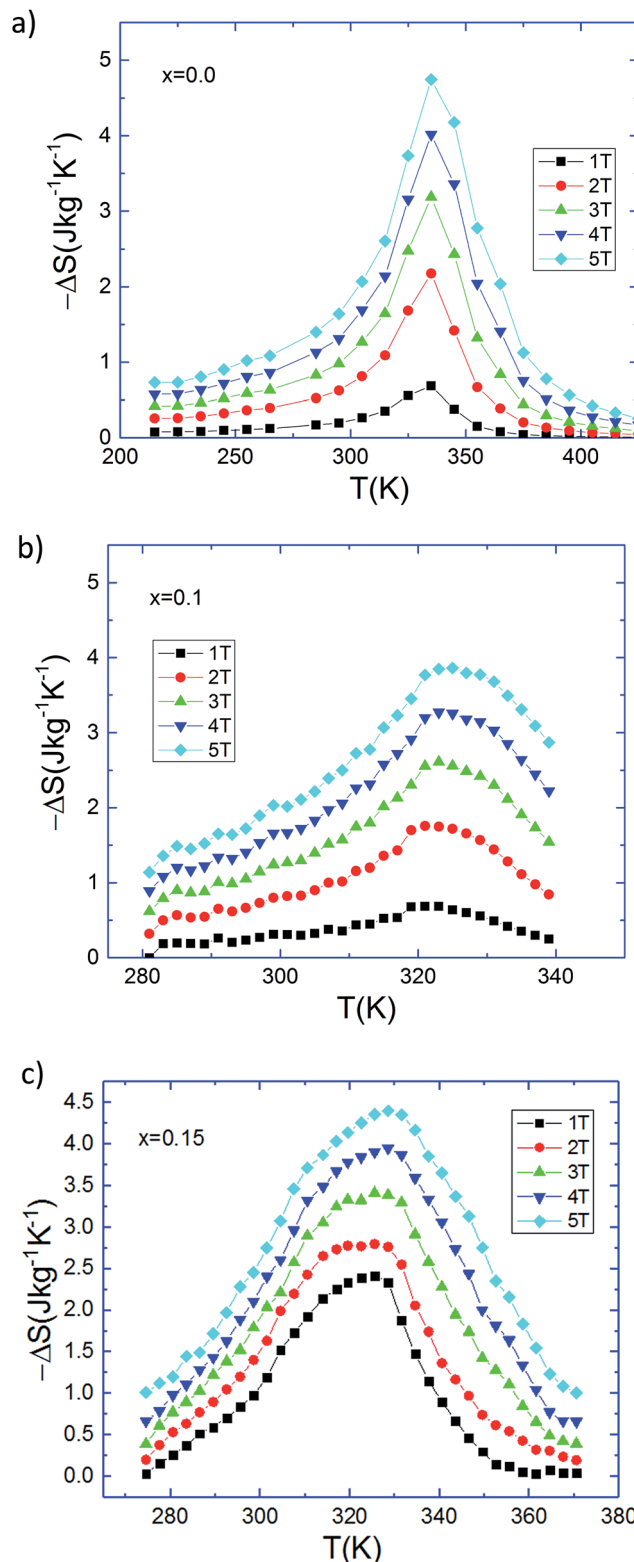 a)
x=0.0
1T
2T
3T
4T
5T
−ΔS(Jkg⁻¹K⁻¹)
5
4
3
2
1
0
200 250 300 350 400
T(K)
b)
x=0.1
1T
2T
3T
4T
5T
−ΔS(Jkg⁻¹K⁻¹)
5
4
3
2
1
0
280 300 320 340
T(K)
c)
x=0.15
1T
2T
3T
4T
5T
−ΔS(Jkg⁻¹K⁻¹)
4.5
4.0
3.5
3.0
2.5
2.0
1.5
1.0
0.5
0.0
280 300 320 340 360 380
T(K)